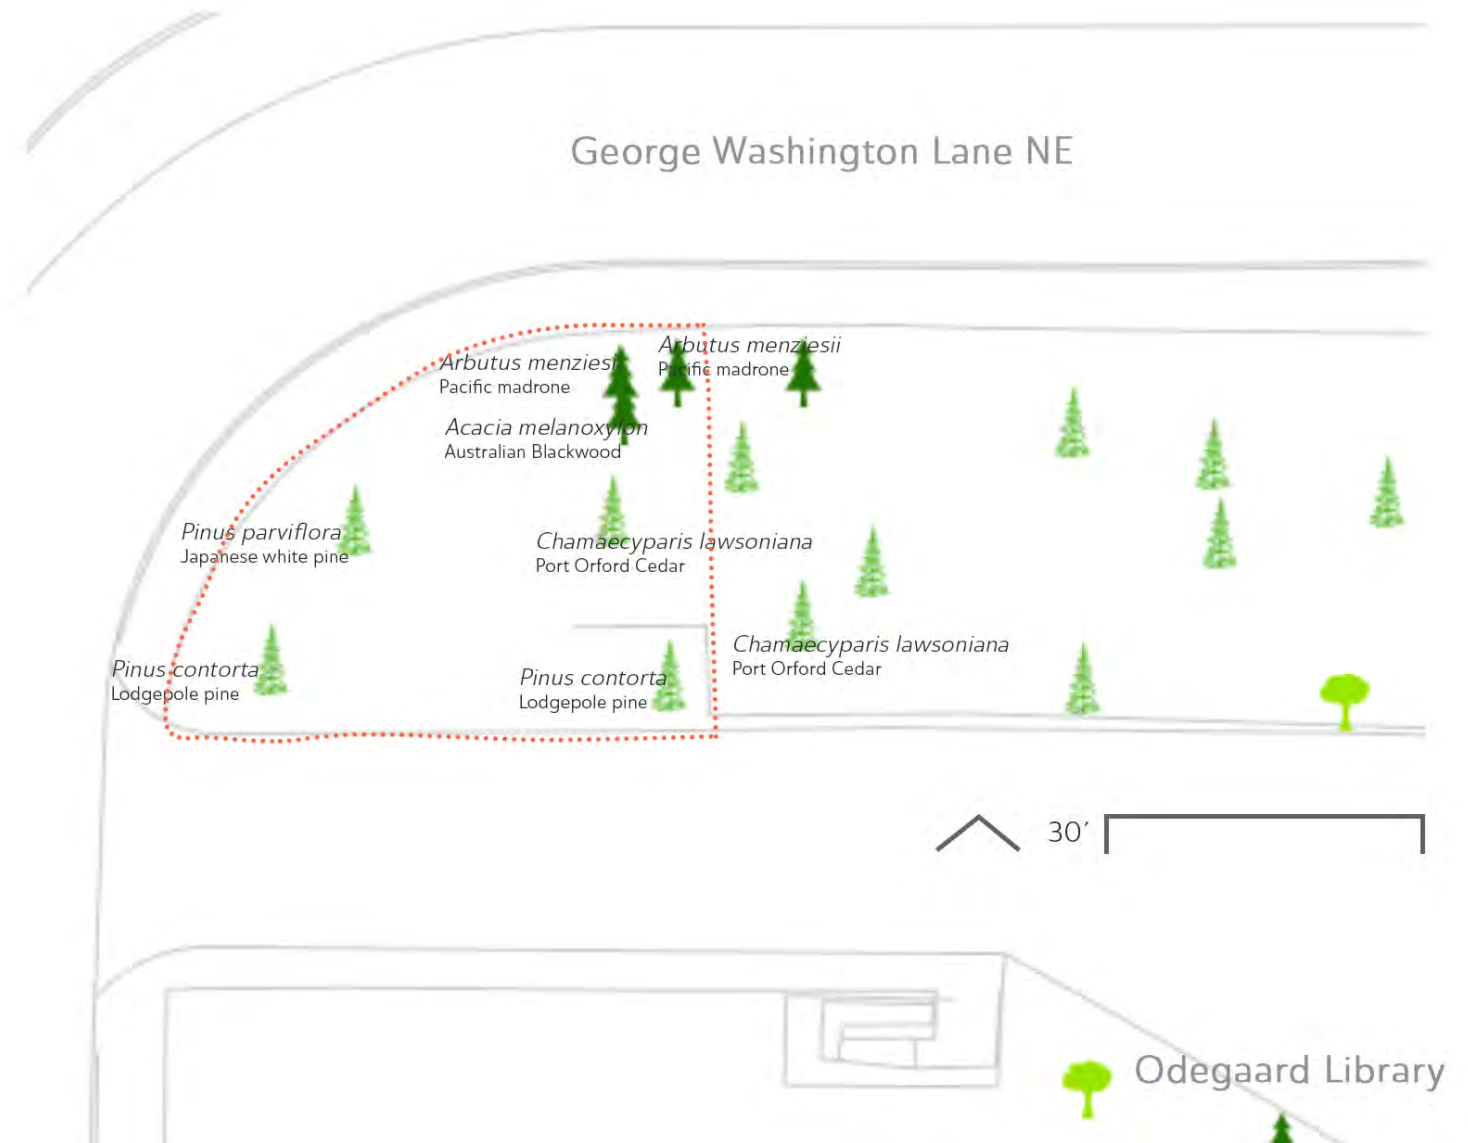 George Washington Lane NE
Arbutus menziesii
Pacific madrone
Arbutus menziesii
Pacific madrone
Acacia melanoxylon
Australian Blackwood
Pinus parviflora
Japanese white pine
Chamaecyparis lawsoniana
Port Orford Cedar
Chamaecyparis lawsoniana
Port Orford Cedar
Pinus contorta
Lodgepole pine
Pinus contorta
Lodgepole pine
30′
Odegaard Library